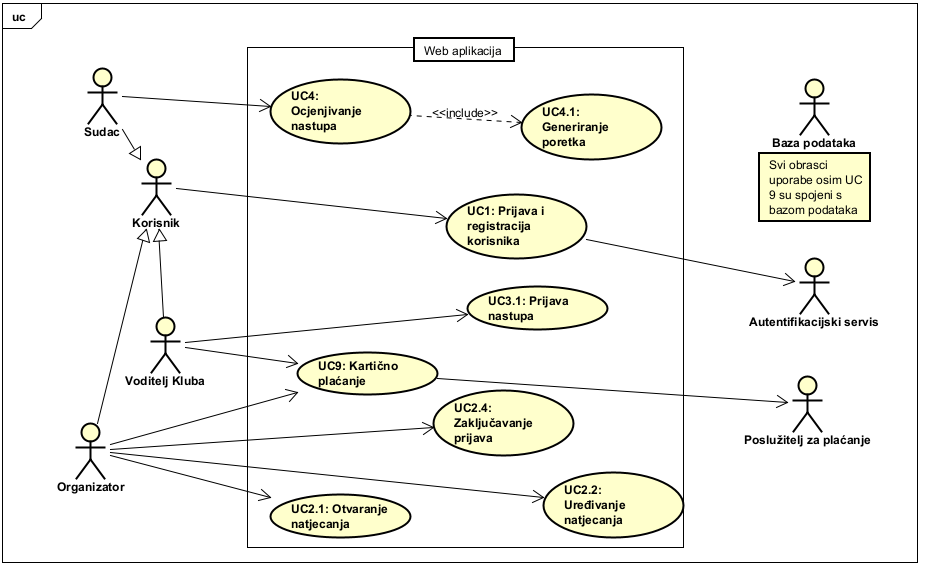 uc
Web aplikacija
UC4:
Ocjenjivanje
nastupa
<<include>>
UC4.1:
Generiranje
poretka
Sudac
Baza podataka
Svi obrasci
uporabe osim UC
9 su spojeni s
bazom podataka
Korisnik
UC1: Prijava i
registracija
korisnika
Autentifikacijski servis
UC3.1: Prijava
nastupa
Voditelj Kluba
UC9: Kartično
plaćanje
UC2.4:
Zaključavanje
prijava
Poslužitelj za plaćanje
Organizator
UC2.1: Otvaranje
natjecanja
UC2.2:
Uređivanje
natjecanja